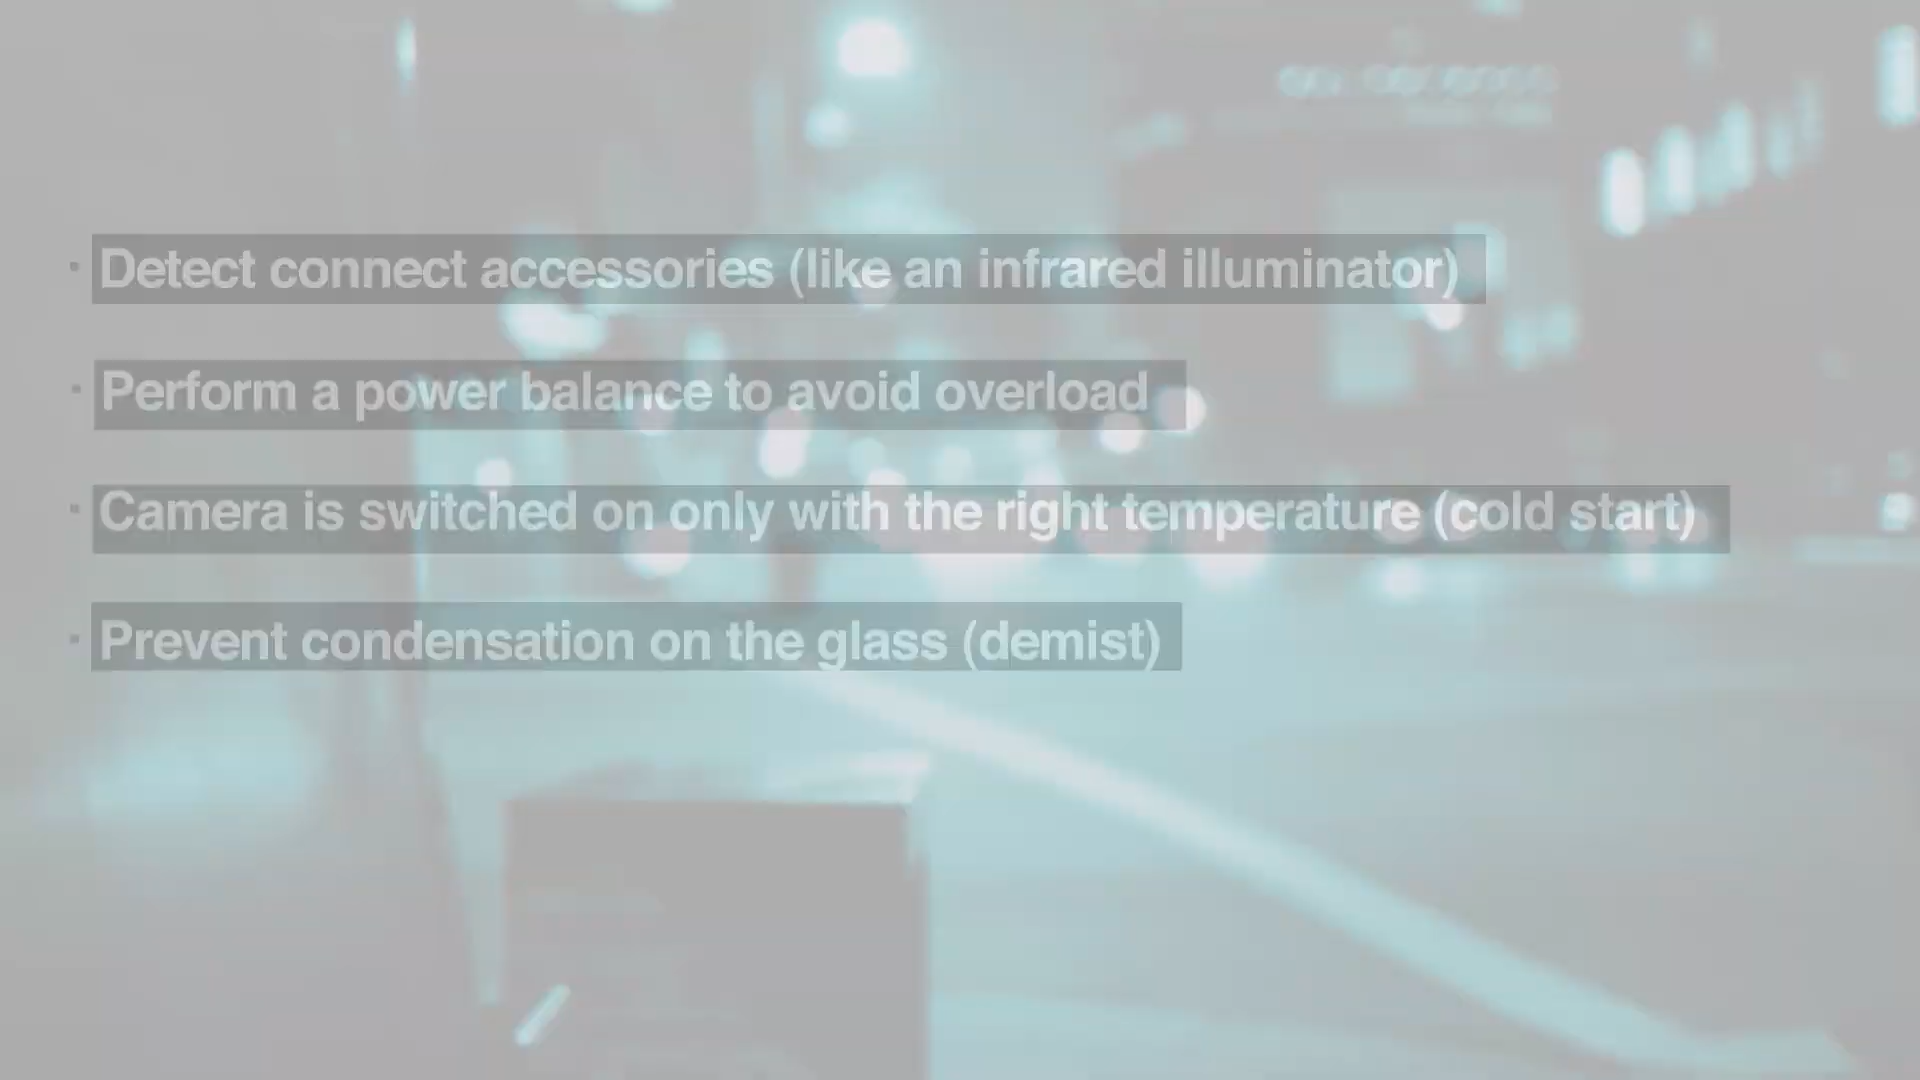 · Detect connect accessories (like an infrared illuminator)
· Perform a power balance to avoid overload
· Camera is switched on only with the right temperature (cold start)
· Prevent condensation on the glass (demist)